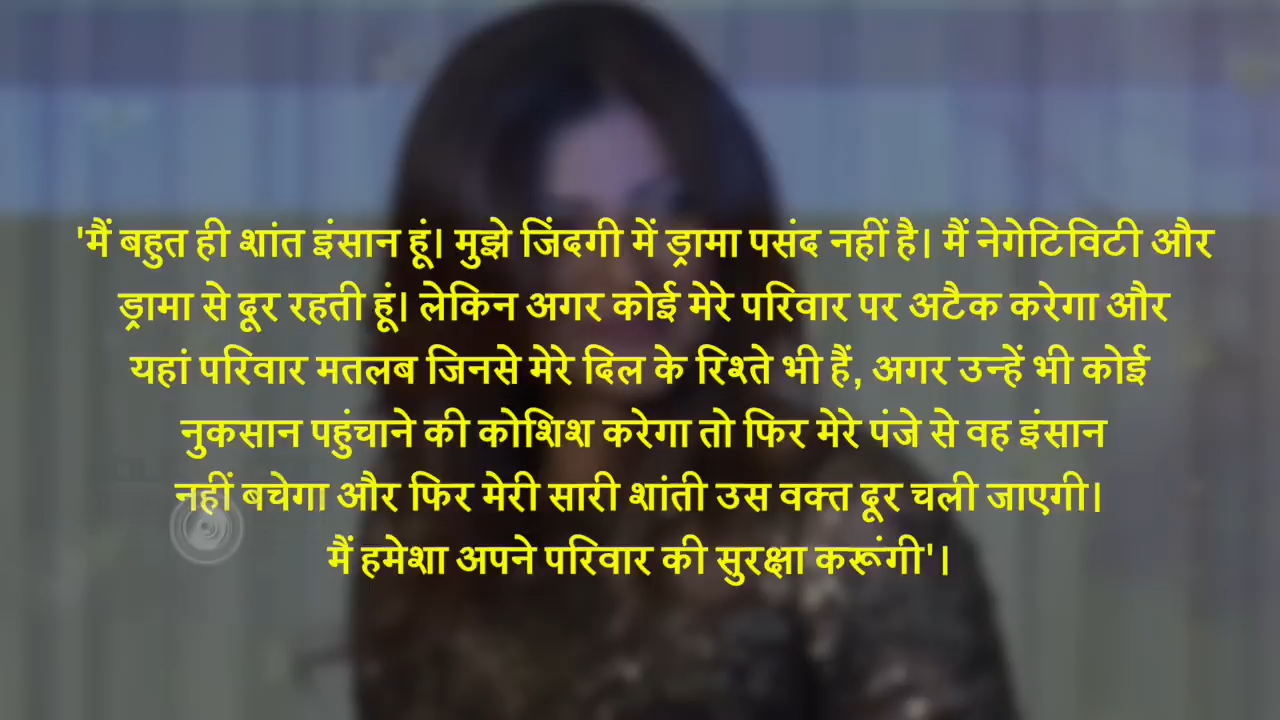 'मैं बहुत ही शांत इंसान हूं। मुझे जिंदगी में ड्रामा पसंद नहीं है। मैं नेगेटिविटी और
ड्रामा से दूर रहती हूं। लेकिन अगर कोई मेरे परिवार पर अटैक करेगा और
यहां परिवार मतलब जिनसे मेरे दिल के रिश्ते भी हैं, अगर उन्हें भी कोई
नुकसान पहुंचाने की कोशिश करेगा तो फिर मेरे पंजे से वह इंसान
नहीं बचेगा और फिर मेरी सारी शांती उस वक्त दूर चली जाएगी।
मैं हमेशा अपने परिवार की सुरक्षा करूंगी'।